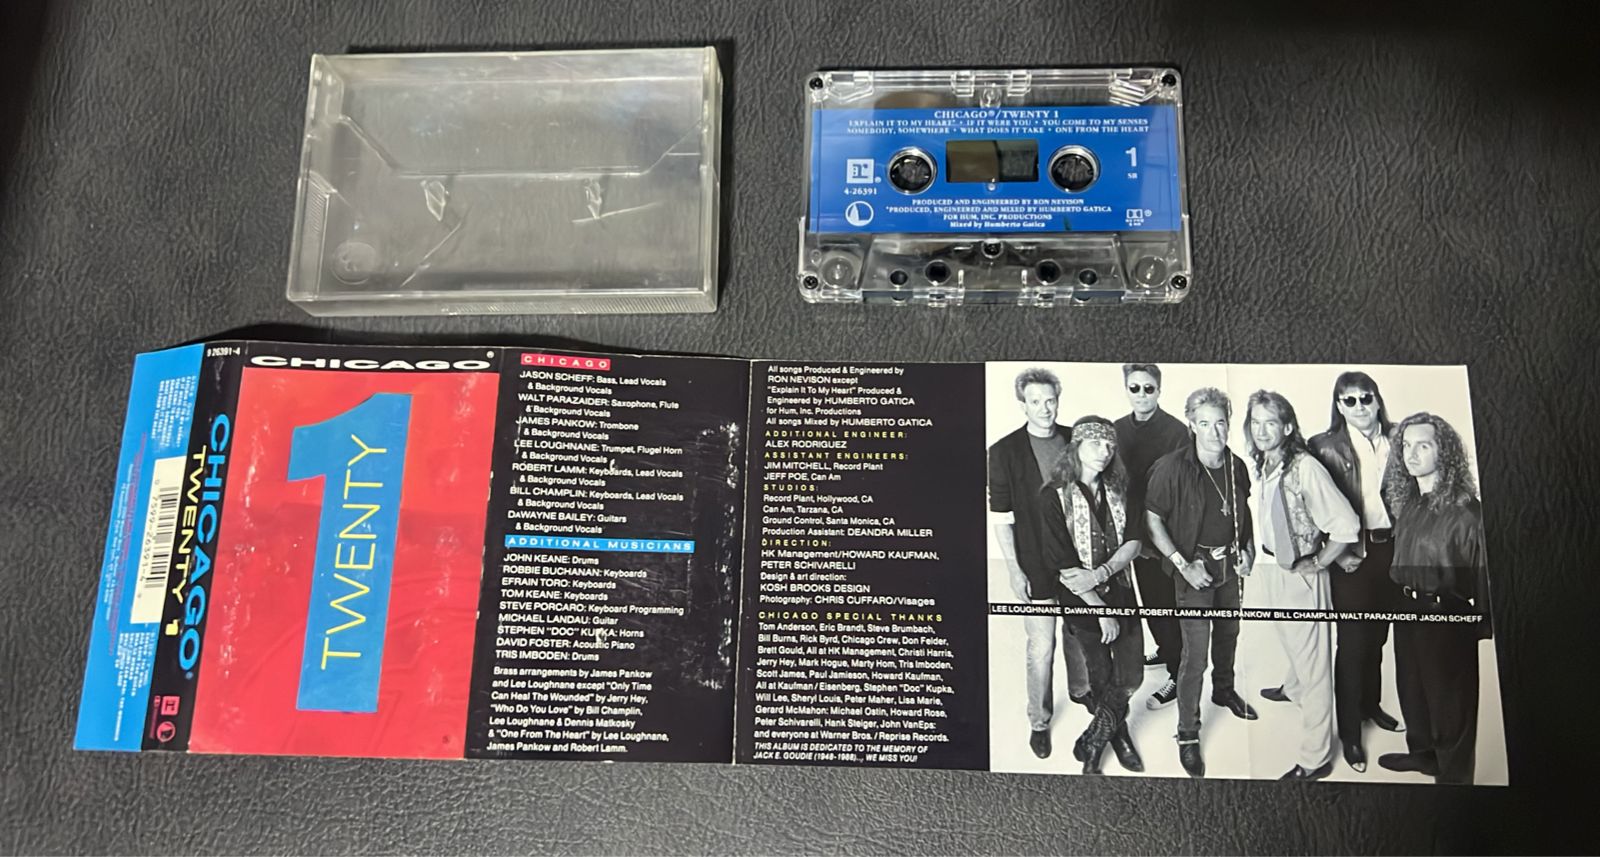 CHICAGO®/TWENTY 1
EXPLAIN IT TO MY HEART* • IF IT WERE YOU • YOU COME TO MY SENSES
SOMEBODY, SOMEWHERE • WHAT DOES IT TAKE • ONE FROM THE HEART
1
SR
4-26391
PRODUCED AND ENGINEERED BY RON NEVISON
*PRODUCED, ENGINEERED AND MIXED BY HUMBERTO GATICA
FOR HUM, INC. PRODUCTIONS
Mixed by Humberto Gatica
9 26391-4
CHICAGO
TWENTY 1
CHICAGO®
TWENTY
1
CHICAGO
JASON SCHEFF: Bass, Lead Vocals
& Background Vocals
WALT PARAZAIDER: Saxophone, Flute
& Background Vocals
JAMES PANKOW: Trombone
& Background Vocals
LEE LOUGHNANE: Trumpet, Flugel Horn
& Background Vocals
ROBERT LAMM: Keyboards, Lead Vocals
& Background Vocals
BILL CHAMPLIN: Keyboards, Lead Vocals
& Background Vocals
DaWAYNE BAILEY: Guitars
& Background Vocals
ADDITIONAL MUSICIANS
JOHN KEANE: Drums
ROBBIE BUCHANAN: Keyboards
EFRAIN TORO: Keyboards
TOM KEANE: Keyboards
STEVE PORCARO: Keyboard Programming
MICHAEL LANDAU: Guitar
STEPHEN "DOC" KUPKA: Horns
DAVID FOSTER: Acoustic Piano
TRIS IMBODEN: Drums
Brass arrangements by James Pankow
and Lee Loughnane except "Only Time
Can Heal The Wounded" by Jerry Hey,
"Who Do You Love" by Bill Champlin,
Lee Loughnane & Dennis Matkosky
& "One From The Heart" by Lee Loughnane,
James Pankow and Robert Lamm.
All songs Produced & Engineered by
RON NEVISON except
"Explain It To My Heart" Produced &
Engineered by HUMBERTO GATICA
for Hum, Inc. Productions
All songs Mixed by HUMBERTO GATICA
ADDITIONAL ENGINEER:
ALEX RODRIGUEZ
ASSISTANT ENGINEERS:
JIM MITCHELL, Record Plant
JEFF POE, Can Am
STUDIOS:
Record Plant, Hollywood, CA
Can Am, Tarzana, CA
Ground Control, Santa Monica, CA
Production Assistant: DEANDRA MILLER
DIRECTION:
HK Management/HOWARD KAUFMAN,
PETER SCHIVARELLI
Design & art direction:
KOSH BROOKS DESIGN
Photography: CHRIS CUFFARO/Visages
CHICAGO SPECIAL THANKS
Tom Anderson, Eric Brandt, Steve Brumbach,
Bill Burns, Rick Byrd, Chicago Crew, Don Felder,
Brett Gould, All at HK Management, Christi Harris,
Jerry Hey, Mark Hogue, Marty Hom, Tris Imboden,
Scott James, Paul Jamieson, Howard Kaufman,
All at Kaufman / Eisenberg, Stephen "Doc" Kupka,
Will Lee, Sheryl Louis, Peter Maher, Lisa Marie,
Gerard McMahon: Michael Ostin, Howard Rose,
Peter Schivarelli, Hank Steiger, John VanEps:
and everyone at Warner Bros. / Reprise Records.
THIS ALBUM IS DEDICATED TO THE MEMORY OF
JACK E. GOUDIE (1948-1988)... WE MISS YOU!
LEE LOUGHNANE DaWAYNE BAILEY ROBERT LAMM JAMES PANKOW BILL CHAMPLIN WALT PARAZAIDER JASON SCHEFF